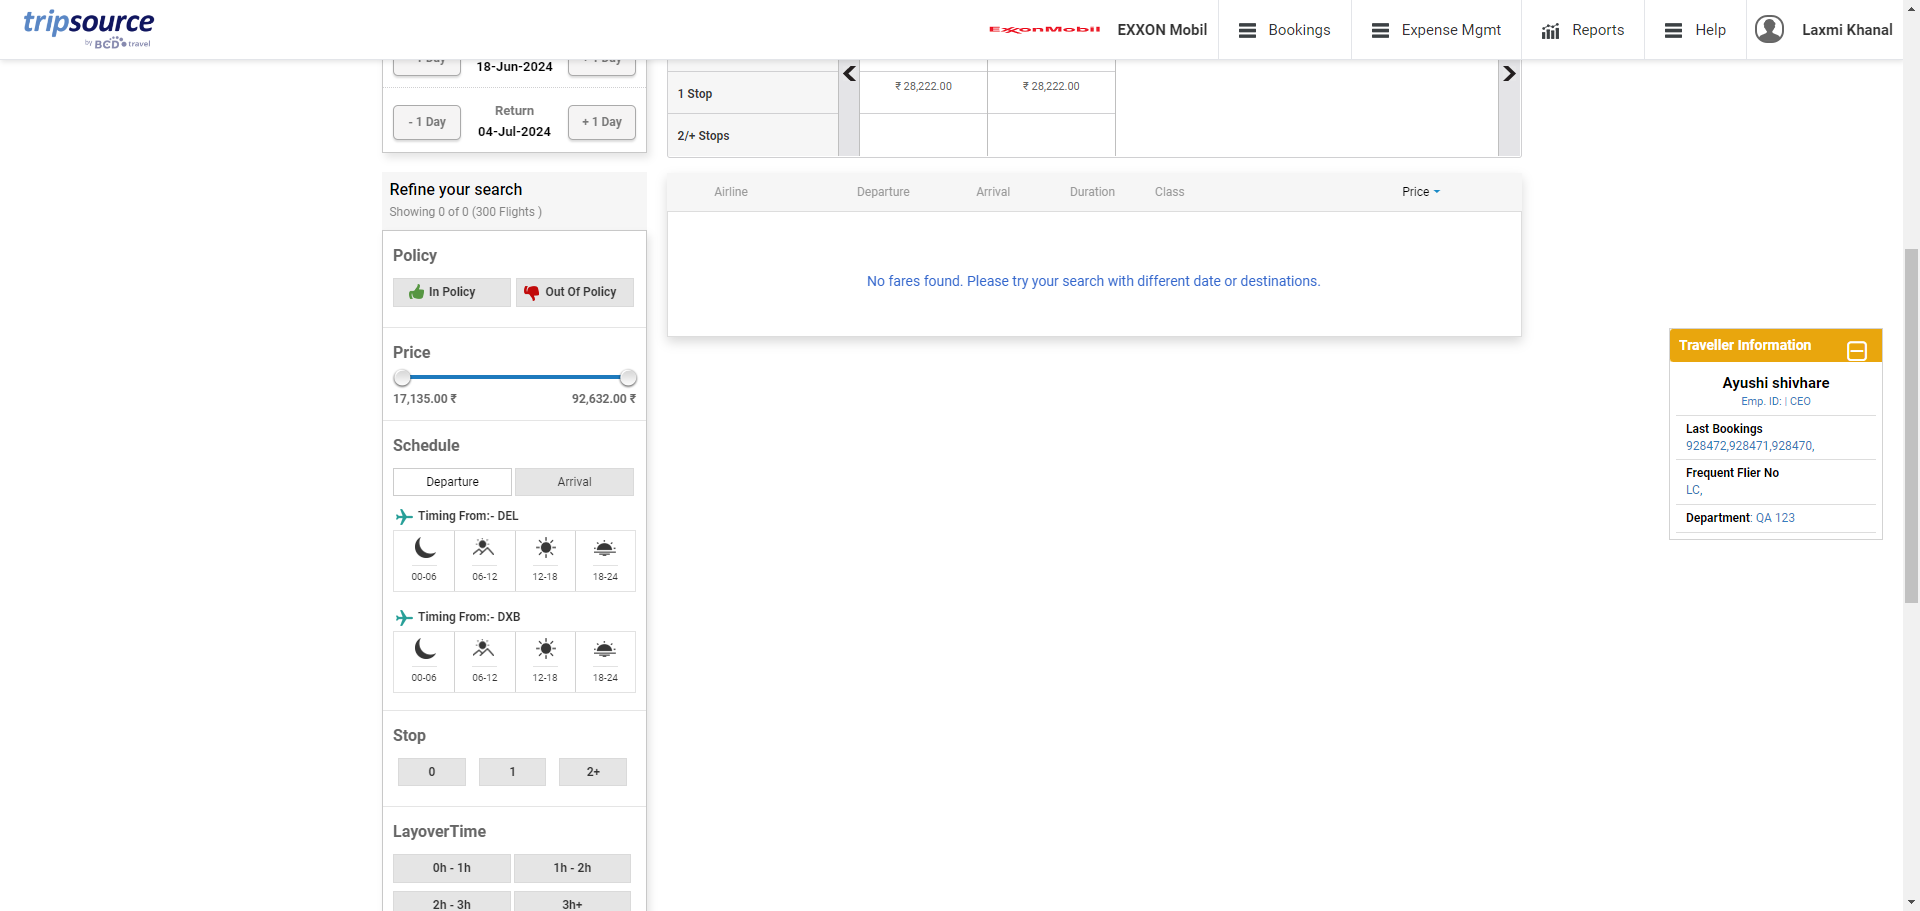 tripsource
by BCD travel
ExxonMobil
EXXON Mobil
Bookings
Expense Mgmt
Reports
Help
Laxmi Khanal
- 1 Day
18-Jun-2024
+ 1 Day
- 1 Day
Return
04-Jul-2024
+ 1 Day
1 Stop
₹ 28,222.00
₹ 28,222.00
2/+ Stops
Refine your search
Showing 0 of 0 (300 Flights )
Airline
Departure
Arrival
Duration
Class
Price
No fares found. Please try your search with different date or destinations.
Policy
In Policy
Out Of Policy
Price
17,135.00 ₹
92,632.00 ₹
Schedule
Departure
Arrival
Timing From:- DEL
00-06
06-12
12-18
18-24
Timing From:- DXB
00-06
06-12
12-18
18-24
Stop
0
1
2+
LayoverTime
0h - 1h
1h - 2h
2h - 3h
3h+
Traveller Information
Ayushi shivhare
Emp. ID: | CEO
Last Bookings
928472,928471,928470,
Frequent Flier No
LC,
Department: QA 123